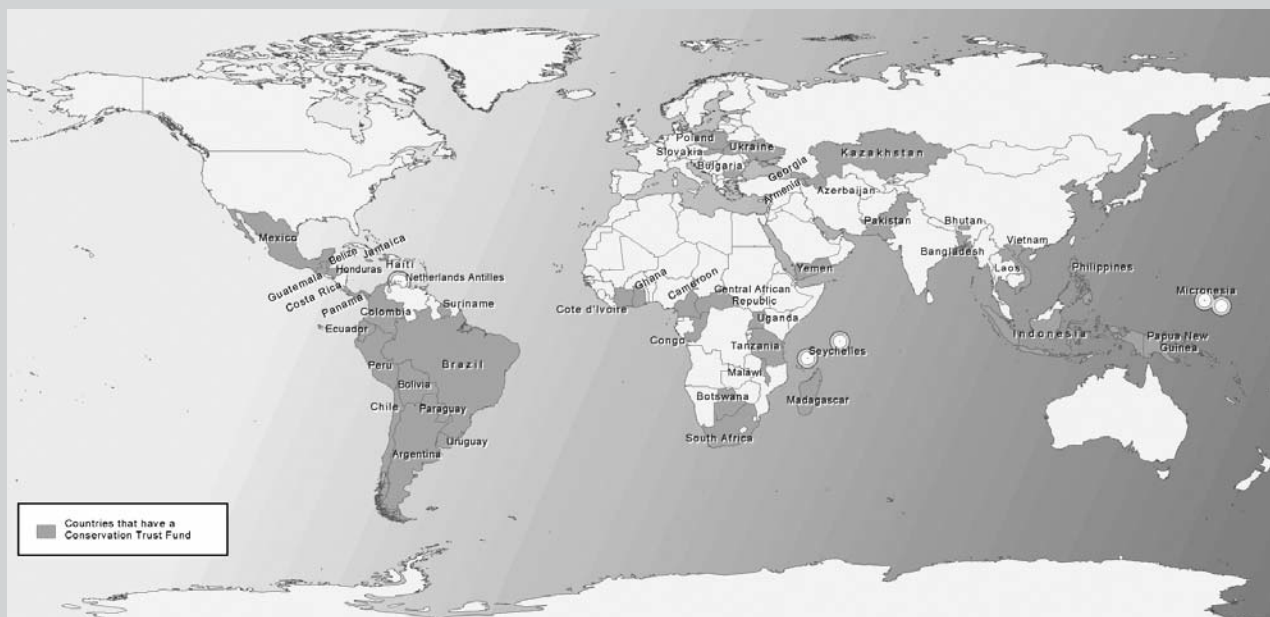 Poland
Slovakia
Ukraine
Bulgaria
Georgia
Armenia
Kazakhstan
Azerbaijan
Pakistan
Bhutan
Bangladesh
Vietnam
Laos
Philippines
Yemen
Mexico
Belize
Jamaica
Haiti
Honduras
Netherlands Antilles
Guatemala
Costa Rica
Panama
Suriname
Colombia
Ecuador
Peru
Brazil
Bolivia
Chile
Paraguay
Uruguay
Argentina
Ghana
Cameroon
Cote d'Ivoire
Central African
Republic
Uganda
Congo
Tanzania
Seychelles
Malawi
Botswana
Madagascar
South Africa
Micronesia
Indonesia
Papua New
Guinea
Countries that have a
Conservation Trust Fund